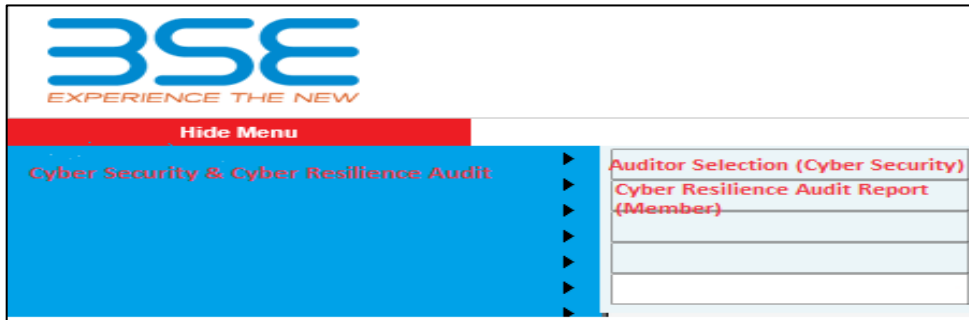 BSE
EXPERIENCE THE NEW
Hide Menu
Cyber Security & Cyber Resilience Audit
Auditor Selection (Cyber Security)
Cyber Resilience Audit Report
(Member)